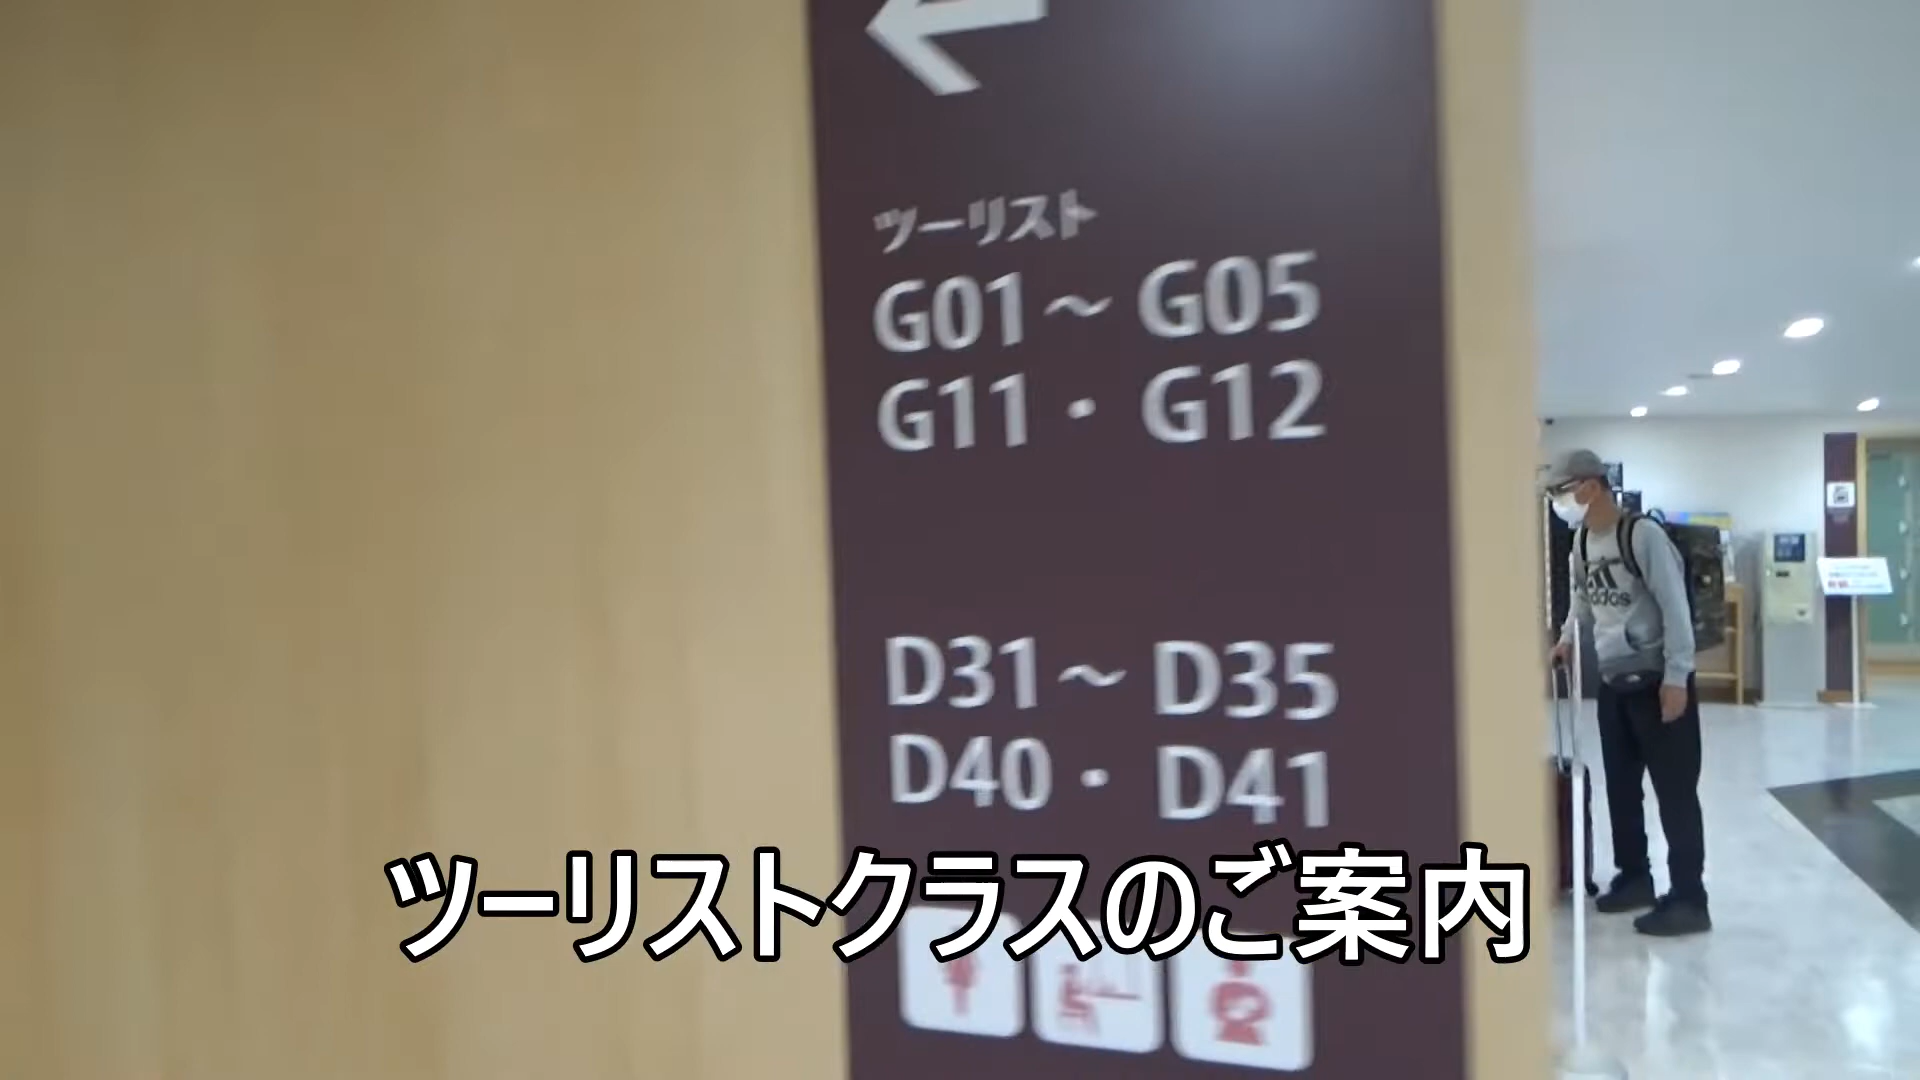 ツーリスト
G01～G05
G11・G12
D31～D35
D40・D41
ツーリストクラスのご案内
adidas